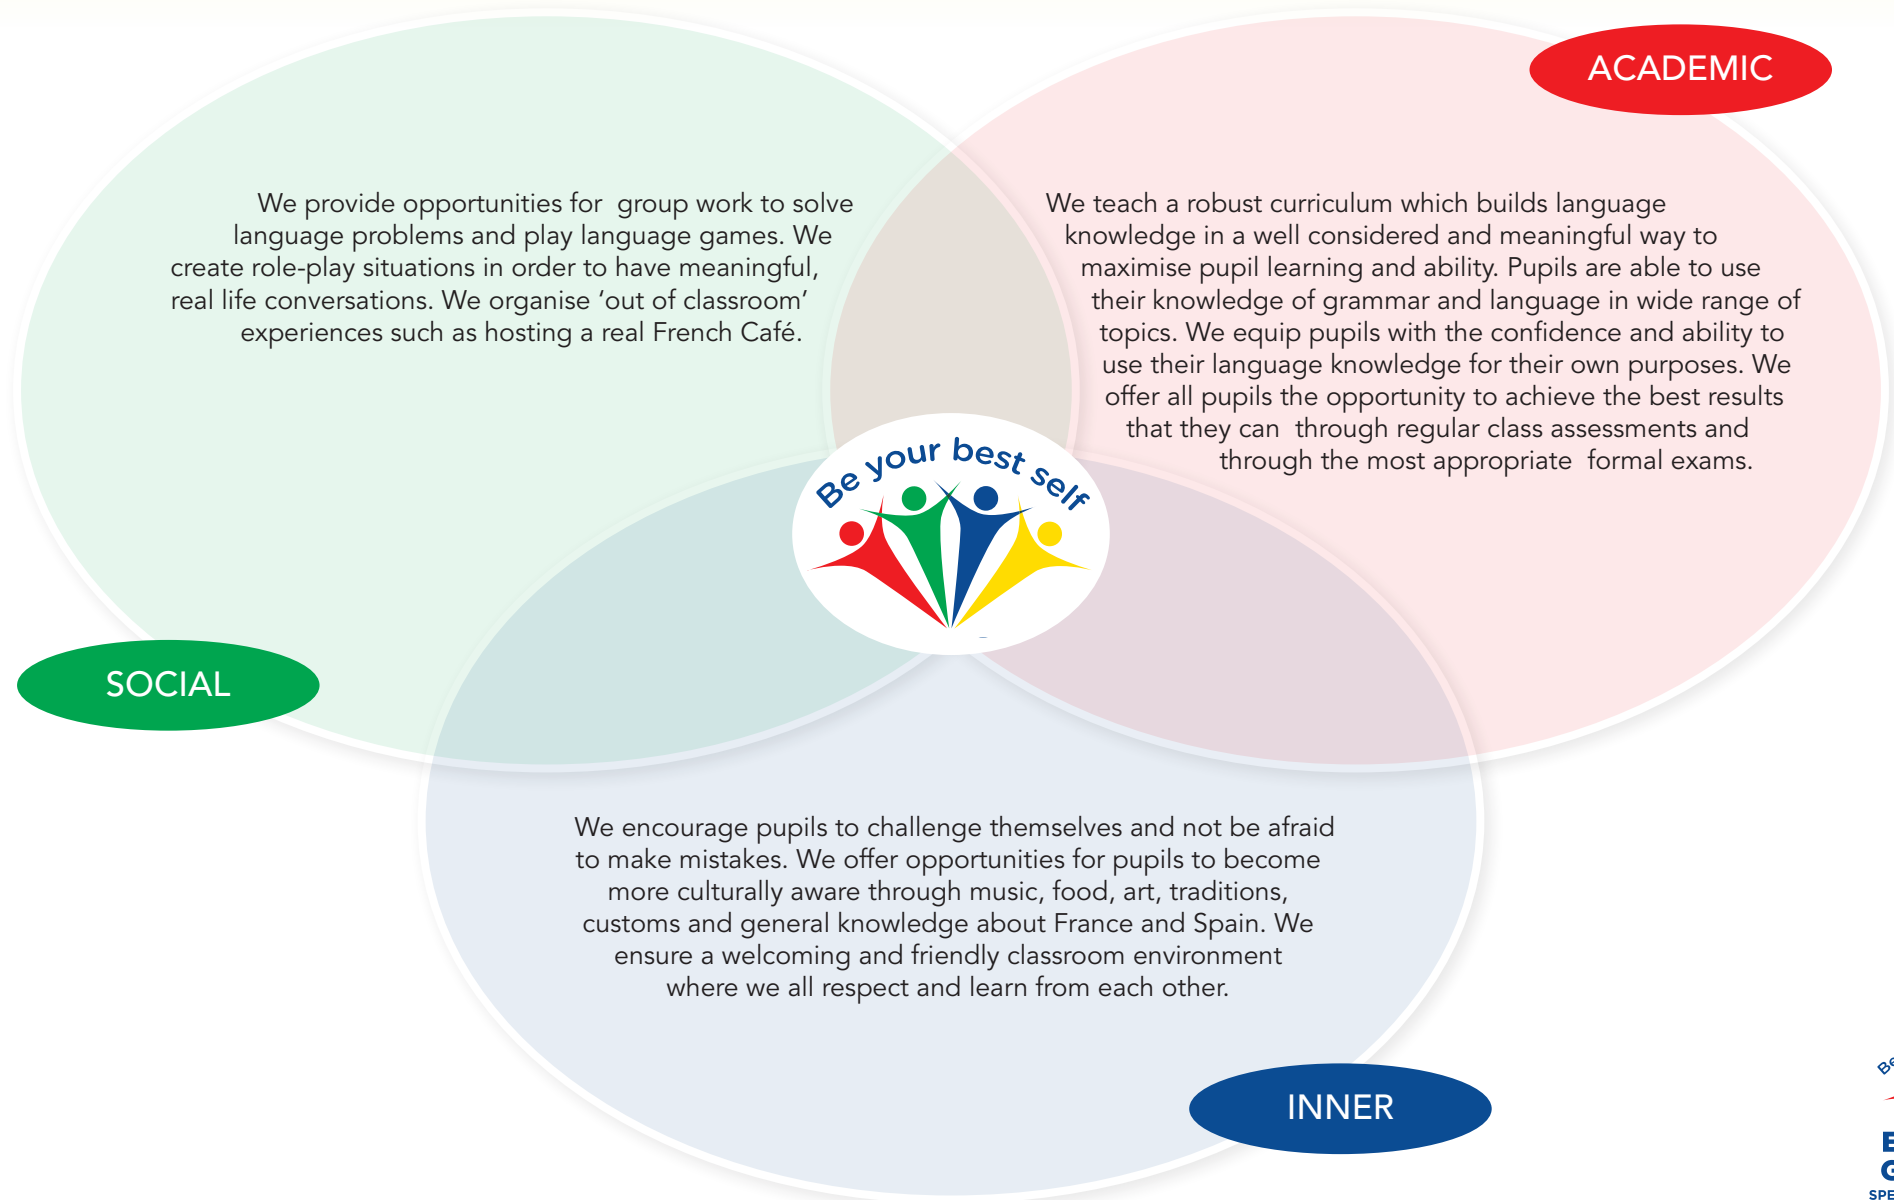 ACADEMIC
We provide opportunities for group work to solve
language problems and play language games. We
create role-play situations in order to have meaningful,
real life conversations. We organise ‘out of classroom’
experiences such as hosting a real French Café.
We teach a robust curriculum which builds language
knowledge in a well considered and meaningful way to
maximise pupil learning and ability. Pupils are able to use
their knowledge of grammar and language in wide range of
topics. We equip pupils with the confidence and ability to
use their language knowledge for their own purposes. We
offer all pupils the opportunity to achieve the best results
that they can through regular class assessments and
through the most appropriate formal exams.
Be your best self
SOCIAL
We encourage pupils to challenge themselves and not be afraid
to make mistakes. We offer opportunities for pupils to become
more culturally aware through music, food, art, traditions,
customs and general knowledge about France and Spain. We
ensure a welcoming and friendly classroom environment
where we all respect and learn from each other.
INNER
Be